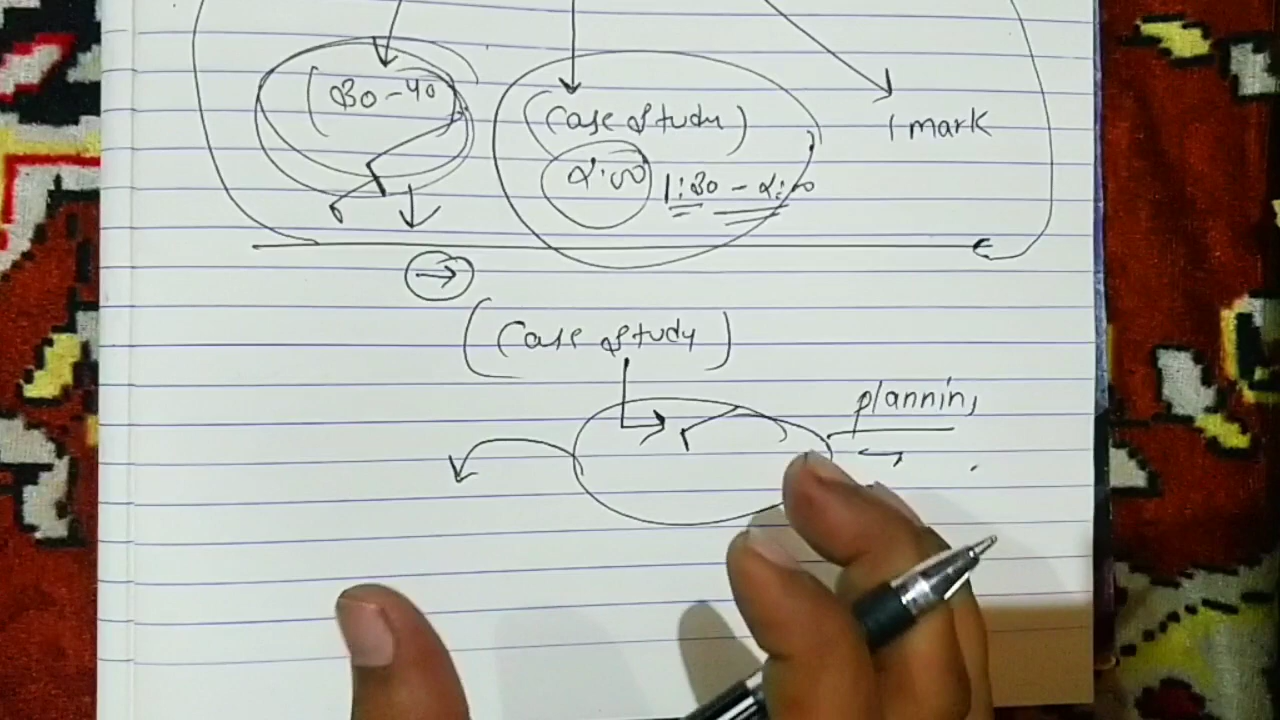 (30-40
(Case Study)
1 mark
2:00
1:30 - 2:00
(Case Study)
planning